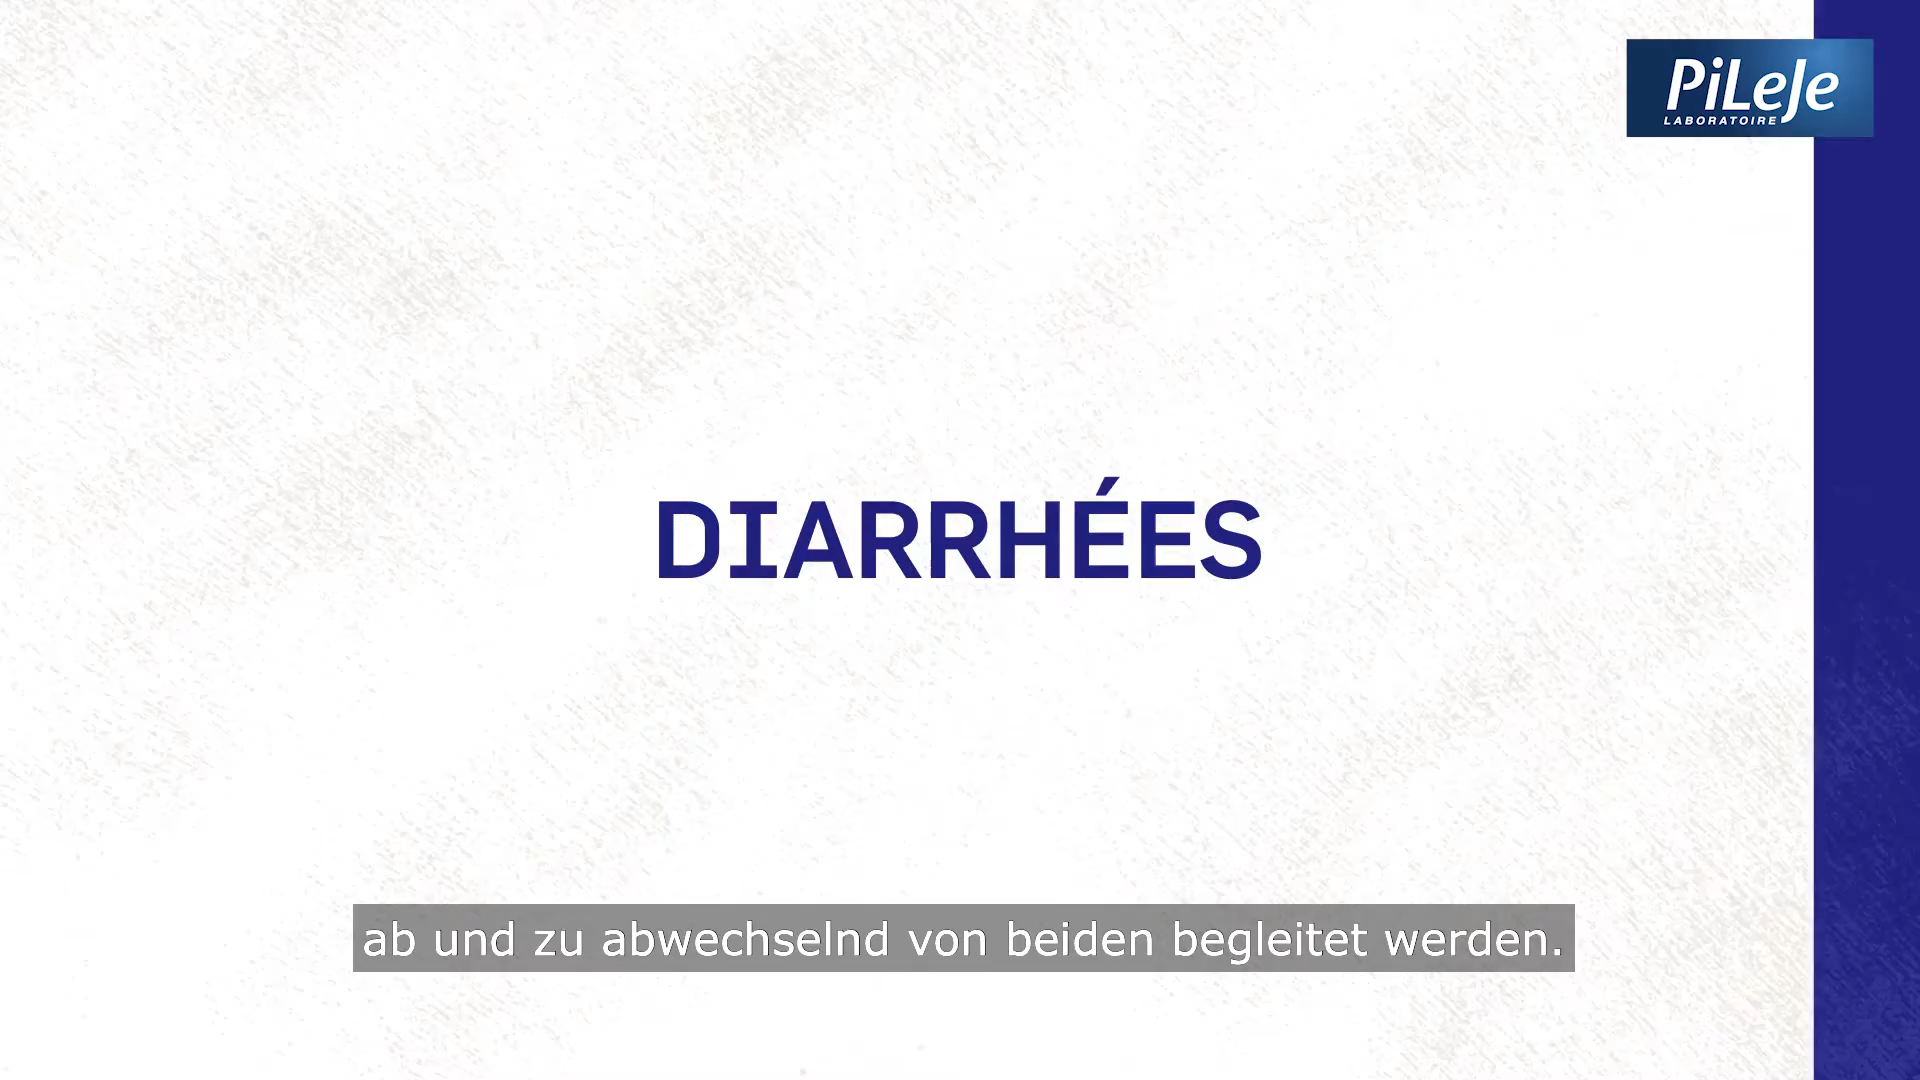 PiLeJe
LABORATOIRE
DIARRHÉES
ab und zu abwechselnd von beiden begleitet werden.